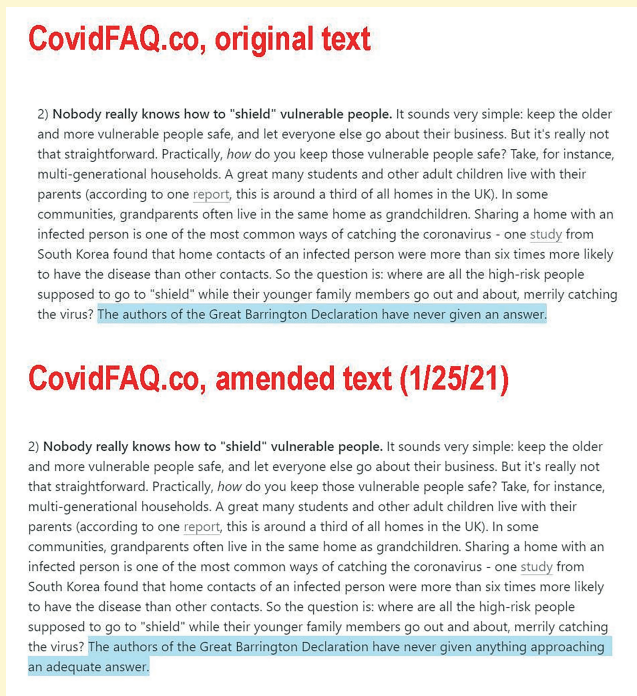 CovidFAQ.co, original text
2) Nobody really knows how to "shield" vulnerable people. It sounds very simple: keep the older
and more vulnerable people safe, and let everyone else go about their business. But it's really not
that straightforward. Practically, how do you keep those vulnerable people safe? Take, for instance,
multi-generational households. A great many students and other adult children live with their
parents (according to one report, this is around a third of all homes in the UK). In some
communities, grandparents often live in the same home as grandchildren. Sharing a home with an
infected person is one of the most common ways of catching the coronavirus - one study from
South Korea found that home contacts of an infected person were more than six times more likely
to have the disease than other contacts. So the question is: where are all the high-risk people
supposed to go to "shield" while their younger family members go out and about, merrily catching
the virus? The authors of the Great Barrington Declaration have never given an answer.
CovidFAQ.co, amended text (1/25/21)
2) Nobody really knows how to "shield" vulnerable people. It sounds very simple: keep the older
and more vulnerable people safe, and let everyone else go about their business. But it's really not
that straightforward. Practically, how do you keep those vulnerable people safe? Take, for instance,
multi-generational households. A great many students and other adult children live with their
parents (according to one report, this is around a third of all homes in the UK). In some
communities, grandparents often live in the same home as grandchildren. Sharing a home with an
infected person is one of the most common ways of catching the coronavirus - one study from
South Korea found that home contacts of an infected person were more than six times more likely
to have the disease than other contacts. So the question is: where are all the high-risk people
supposed to go to "shield" while their younger family members go out and about, merrily catching
the virus? The authors of the Great Barrington Declaration have never given anything approaching
an adequate answer.